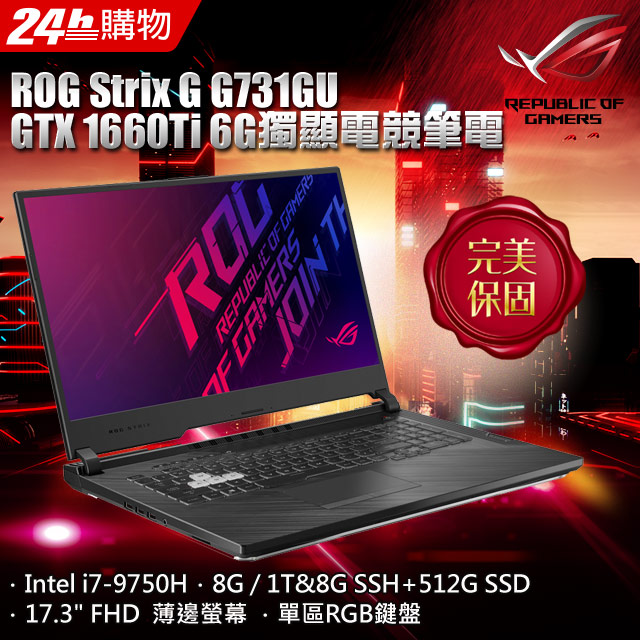 24h購物
ROG Strix G G731GU
GTX 1660Ti 6G獨顯電競筆電
REPUBLIC OF
GAMERS
完美
保固
ROG
REPUBLIC OF GAMERS
OF GAMERS
JOIN TH
ROG STRIX
·Intel i7-9750H·8G / 1T&8G SSH+512G SSD
·17.3" FHD 薄邊螢幕 ·單區RGB鍵盤